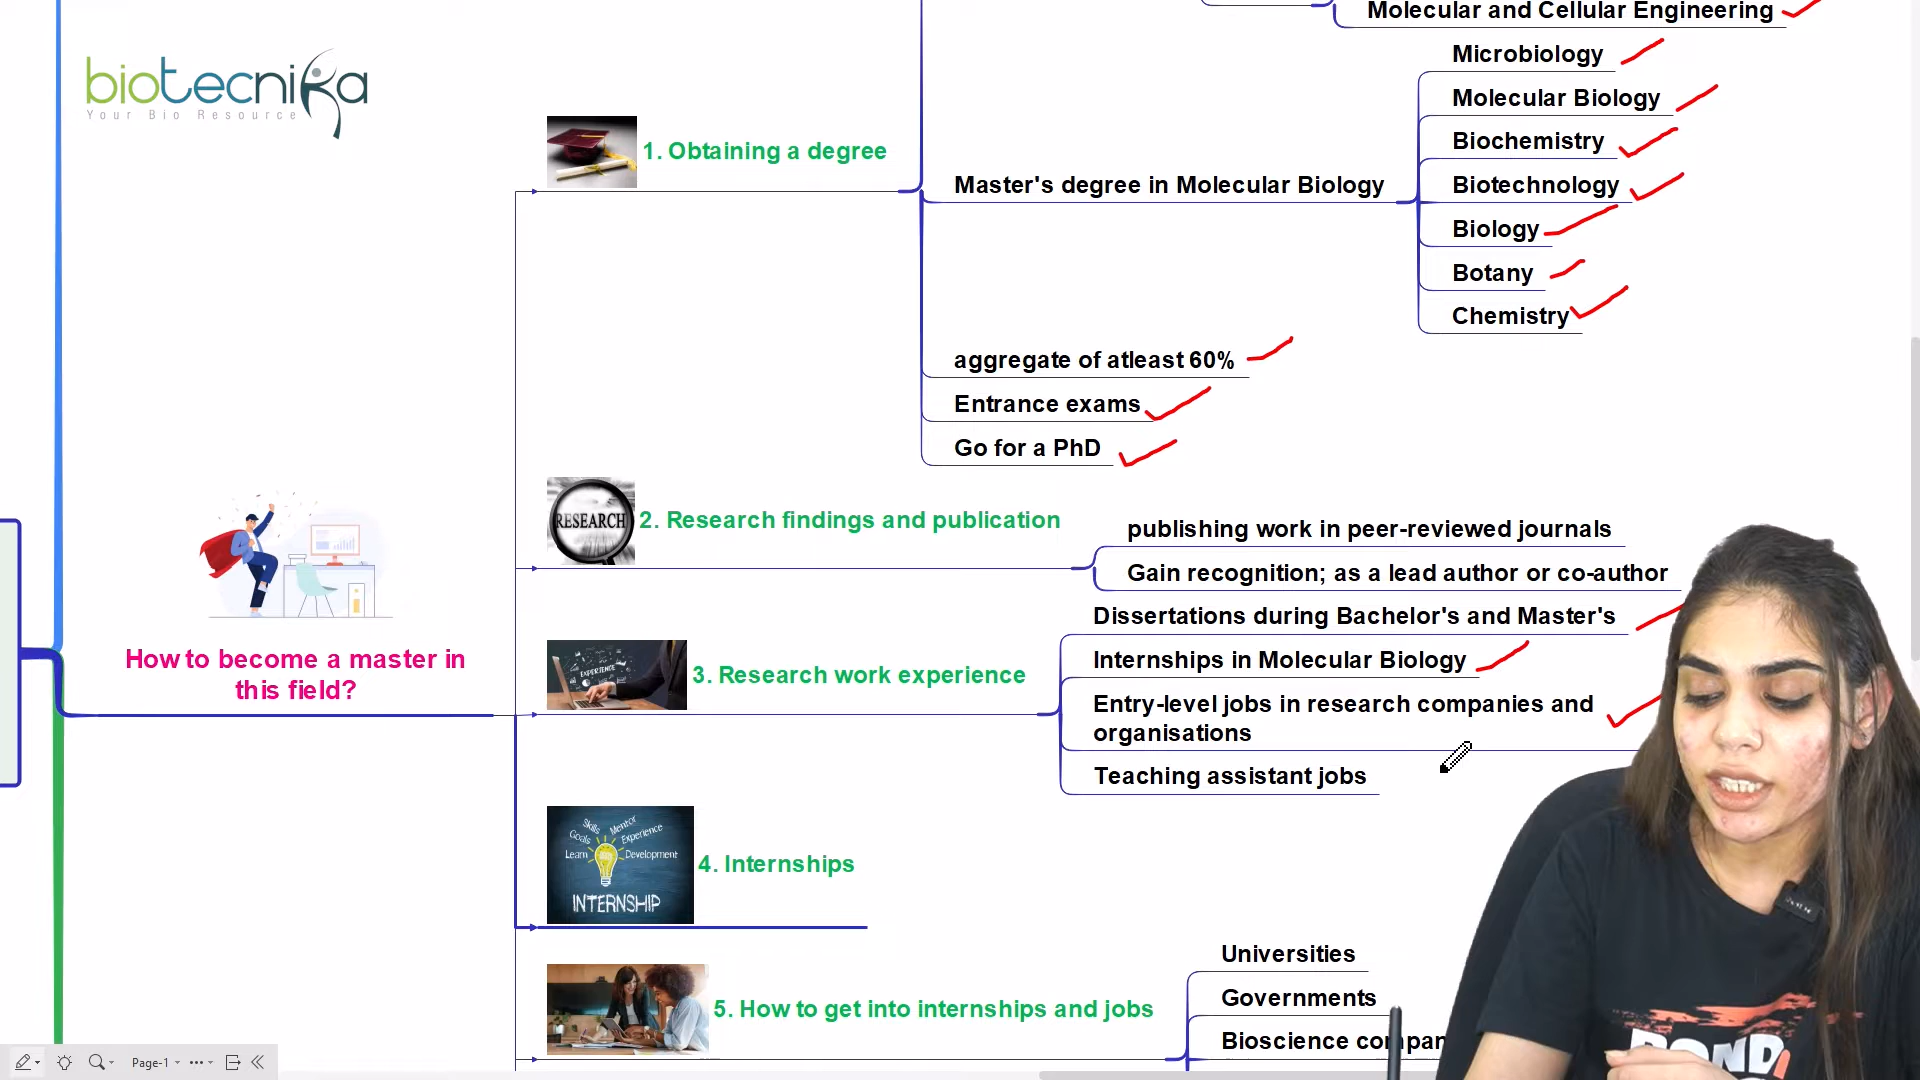 Molecular and Cellular Engineering
biotecnika
Your Bio Resource
Microbiology
Molecular Biology
1. Obtaining a degree
Biochemistry
Master's degree in Molecular Biology
Biotechnology
Biology
Botany
Chemistry
aggregate of atleast 60%
Entrance exams
Go for a PhD
RESEARCH
2. Research findings and publication
publishing work in peer-reviewed journals
Gain recognition; as a lead author or co-author
How to become a master in
this field?
EXPERIENCE
3. Research work experience
Dissertations during Bachelor's and Master's
Internships in Molecular Biology
Entry-level jobs in research companies and
organisations
Teaching assistant jobs
Skills
Mentor
Goals
Experience
Learn
Development
INTERNSHIP
4. Internships
5. How to get into internships and jobs
Universities
Governments
Bioscience compan
Page-1